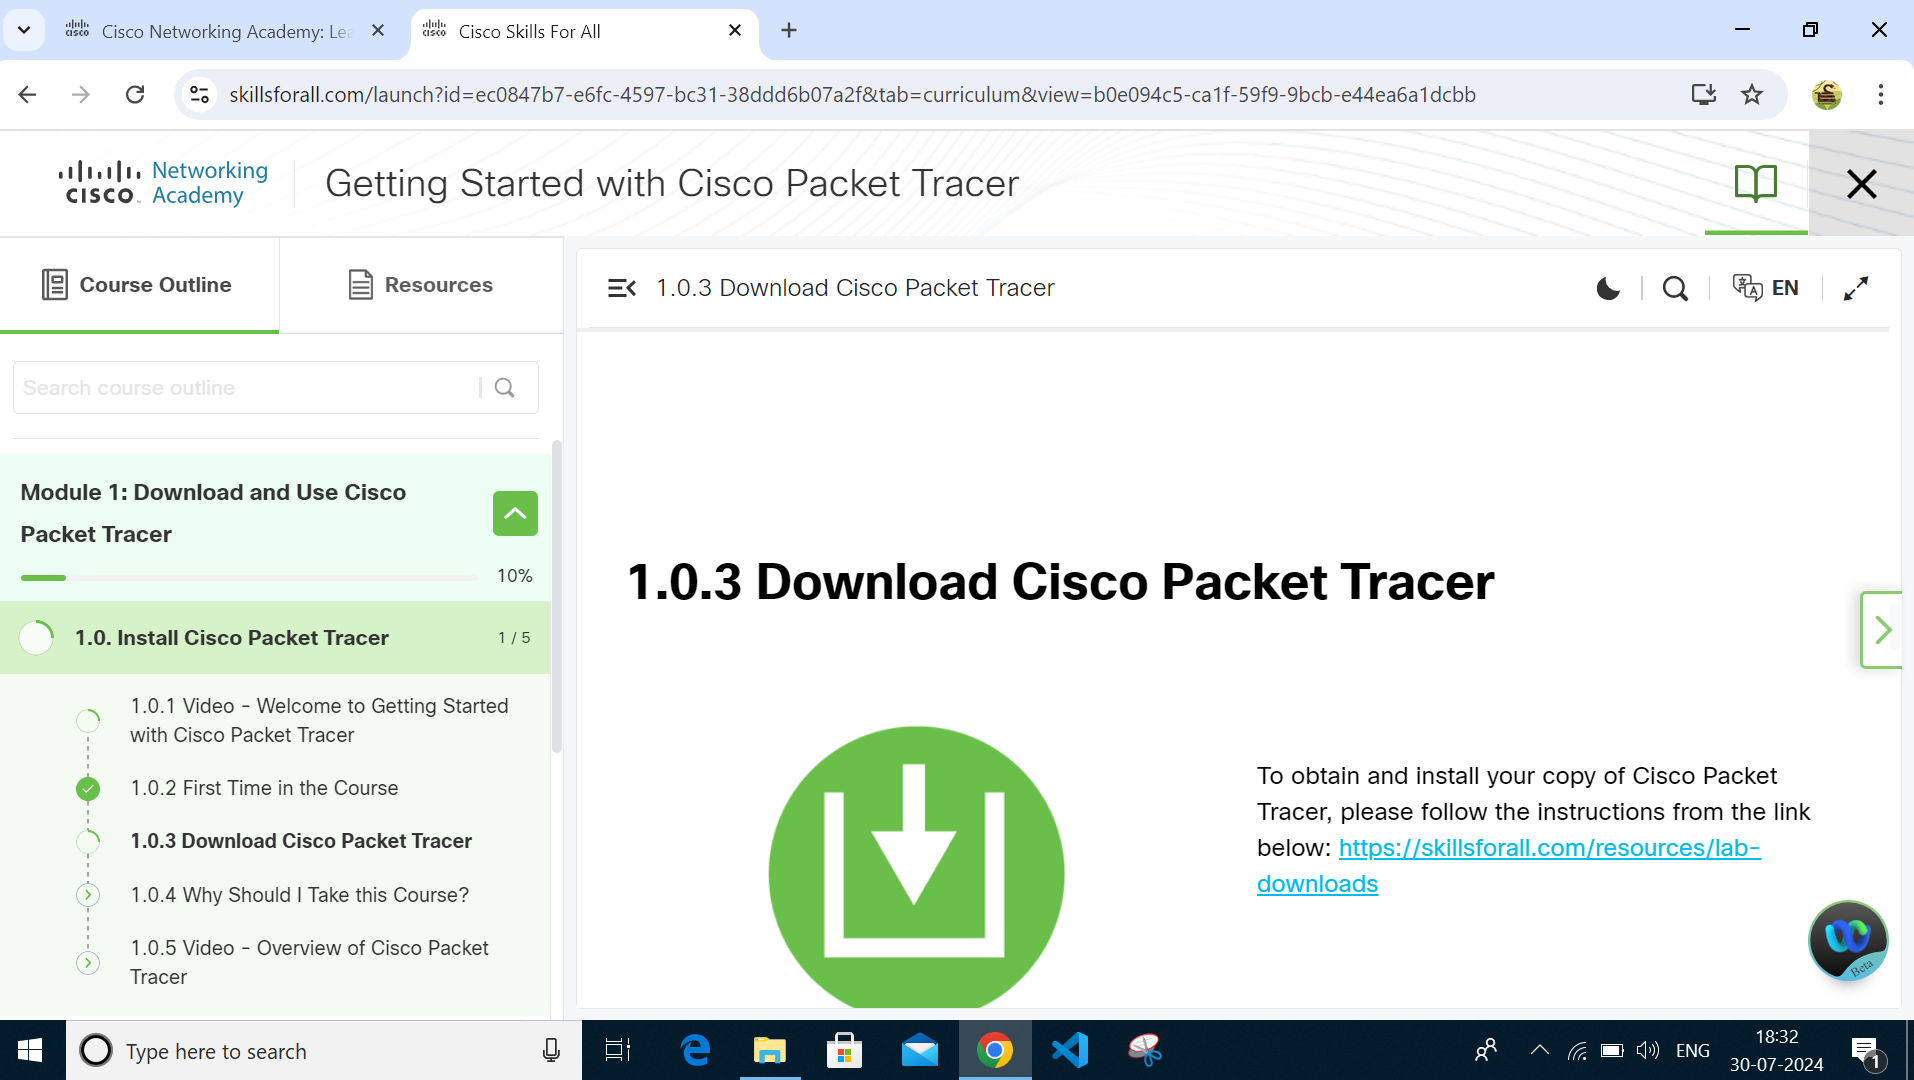 Cisco Networking Academy: Lea
Cisco Skills For All
skillsforall.com/launch?id=ec0847b7-e6fc-4597-bc31-38ddd6b07a2f&tab=curriculum&view=b0e094c5-ca1f-59f9-9bcb-e44ea6a1dcbb
CISCO Networking Academy
Getting Started with Cisco Packet Tracer
Course Outline
Resources
Search course outline
Module 1: Download and Use Cisco
Packet Tracer
10%
1.0. Install Cisco Packet Tracer 1 / 5
1.0.1 Video - Welcome to Getting Started
with Cisco Packet Tracer
1.0.2 First Time in the Course
1.0.3 Download Cisco Packet Tracer
1.0.4 Why Should I Take this Course?
1.0.5 Video - Overview of Cisco Packet
Tracer
1.0.3 Download Cisco Packet Tracer
EN
1.0.3 Download Cisco Packet Tracer
To obtain and install your copy of Cisco Packet
Tracer, please follow the instructions from the link
below: https://skillsforall.com/resources/lab-
downloads
Beta
Type here to search
ENG
18:32
30-07-2024
1